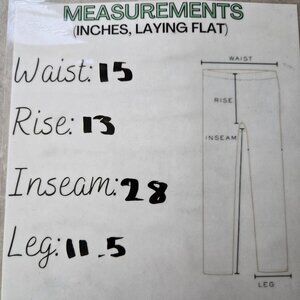 MEASUREMENTS
(INCHES, LAYING FLAT)
Waist: 15
Rise: 13
Inseam: 28
Leg: 11.5
WAIST
RISE
INSEAM
LEG